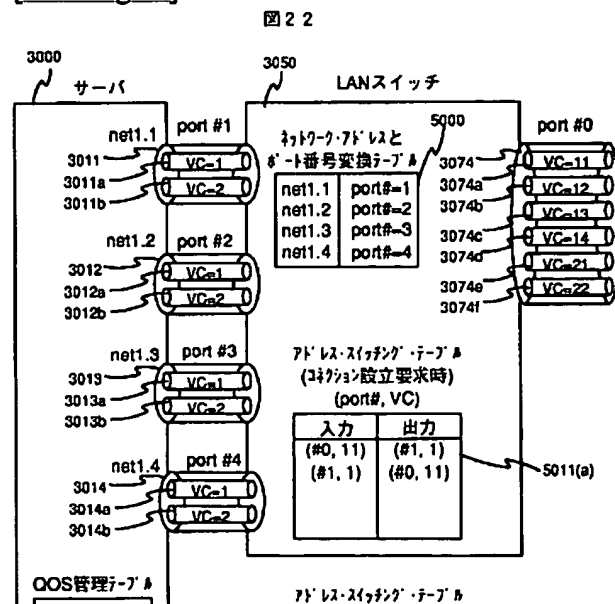 図22
3000
サーバ
3050
LANスイッチ
net1.1
port #1
3011
VC=1
3011a
VC=2
3011b
net1.2
port #2
3012
VC=1
3012a
VC=2
3012b
net1.3
port #3
3013
VC=1
3013a
VC=2
3013b
net1.4
port #4
3014
VC=1
3014a
VC=2
3014b
QOS管理テーブル
ネットワーク・アドレスと
ポート番号変換テーブル
5000
net1.1 port#=1
net1.2 port#=2
net1.3 port#=3
net1.4 port#=4
port #0
3074
VC=11
3074a
VC=12
3074b
VC=13
3074c
VC=14
3074d
VC=21
3074e
VC=22
3074f
アドレス・スイッチング・テーブル
(コネクション設立要求時)
(port#, VC)
入力 出力
(#0, 11) (#1, 1)
(#1, 1) (#0, 11)
5011(a)
アドレス・スイッチング・テーブル